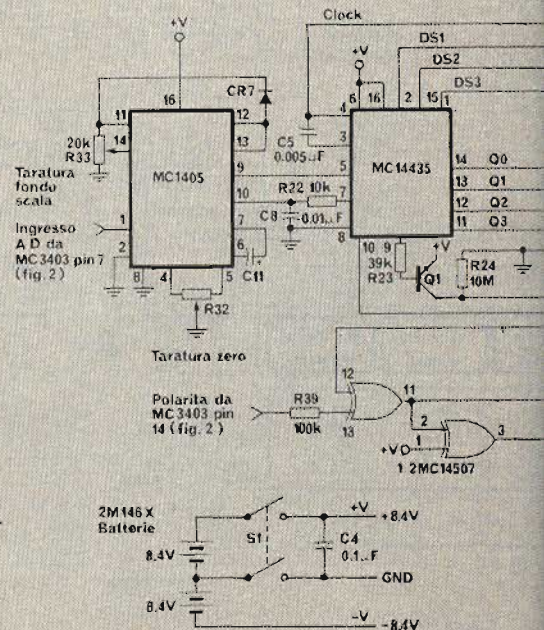 Clock
+V
+V
DS1
DS2
DS3
CR7
16
6 16
2
15 1
11
12
4
20k
R33
14
13
C5
0.005µF
3
MC1405
MC14435
14 Q0
13 Q1
12 Q2
11 Q3
9
5
10
R22 10k
7
Taratura
fondo
scala
C8
0.01µF
8
Ingresso
A D da
MC3403 pin 7
(fig. 2)
1
2
7
6
C11
8
4
5
R32
10 9
39k
R23
+V
Q1
R24
10M
Taratura zero
12
Polarita da
MC3403 pin
14 (fig. 2)
R39
100k
13
11
2
1
+V
3
1 2MC14507
2M146X
Batterie
8.4V
8.4V
S1
+V
+8.4V
C4
0.1µF
GND
-V
-8.4V